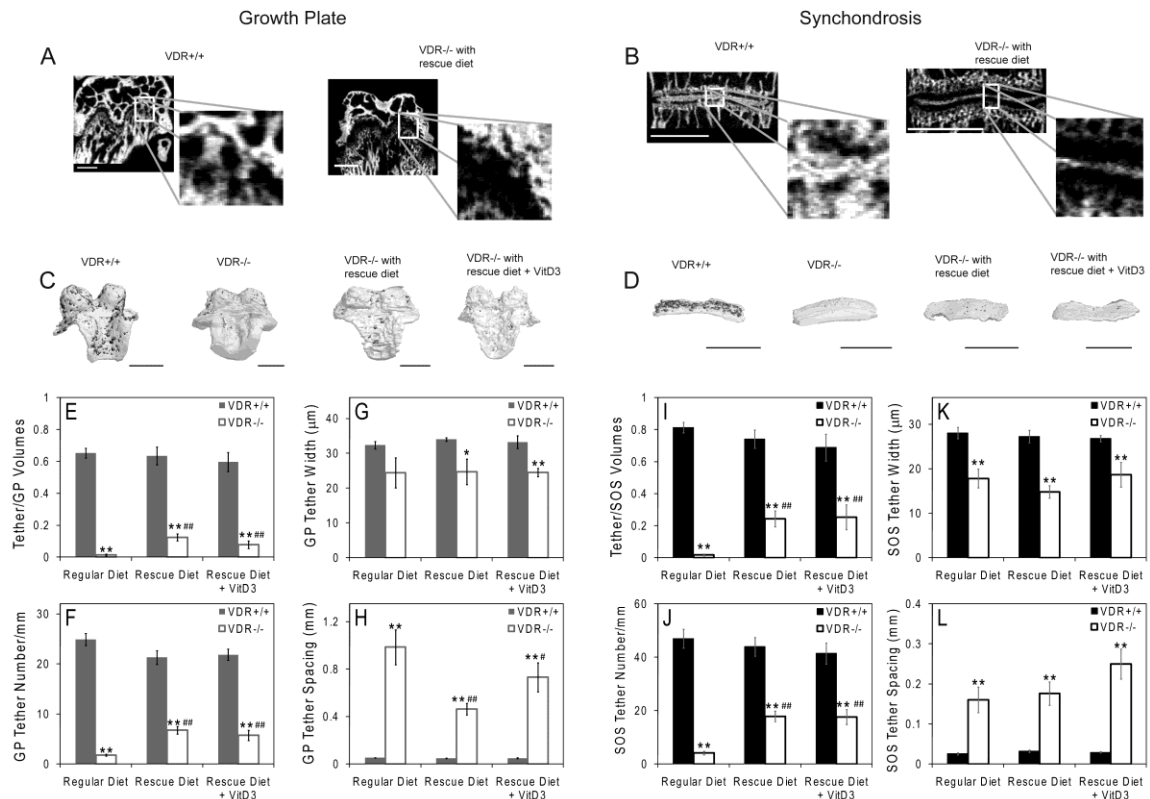 Growth Plate
Synchondrosis
A
VDR+/+
VDR-/- with
rescue diet
B
VDR+/+
VDR-/- with
rescue diet
C
VDR+/+
VDR-/-
VDR-/- with
rescue diet
VDR-/- with
rescue diet + VitD3
D
VDR+/+
VDR-/-
VDR-/- with
rescue diet
VDR-/- with
rescue diet + VitD3
E
VDR+/+
VDR-/-
Tether/GP Volumes
1
0.8
0.6
0.4
0.2
0
**
**##
**##
Regular Diet
Rescue Diet
Rescue Diet
+ VitD3
G
VDR+/+
VDR-/-
GP Tether Width (µm)
40
30
20
10
0
*
**
Regular Diet
Rescue Diet
Rescue Diet
+ VitD3
I
VDR+/+
VDR-/-
Tether/SOS Volumes
1
0.8
0.6
0.4
0.2
0
**
**##
**##
Regular Diet
Rescue Diet
Rescue Diet
+ VitD3
K
VDR+/+
VDR-/-
SOS Tether Width (µm)
30
20
10
0
**
**
**
Regular Diet
Rescue Diet
Rescue Diet
+ VitD3
F
VDR+/+
VDR-/-
GP Tether Number/mm
30
20
10
0
**
**##
**##
Regular Diet
Rescue Diet
Rescue Diet
+ VitD3
H
VDR+/+
VDR-/-
GP Tether Spacing (mm)
1.2
0.8
0.4
0
**
**##
**#
Regular Diet
Rescue Diet
Rescue Diet
+ VitD3
J
VDR+/+
VDR-/-
SOS Tether Number/mm
60
40
20
0
**
**##
**##
Regular Diet
Rescue Diet
Rescue Diet
+ VitD3
L
VDR+/+
VDR-/-
SOS Tether Spacing (mm)
0.4
0.3
0.2
0.1
0
**
**
**
Regular Diet
Rescue Diet
Rescue Diet
+ VitD3